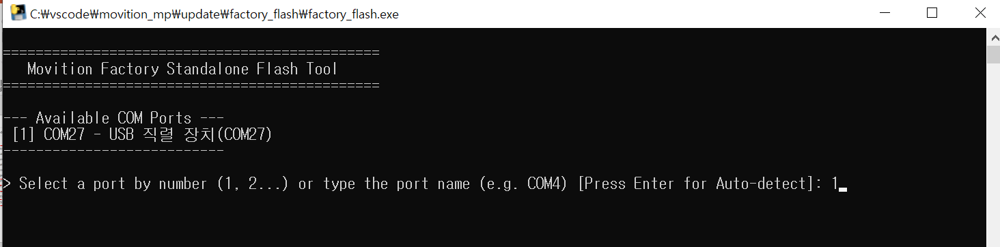 C:₩vscode₩movition_mp₩update₩factory_flash₩factory_flash.exe
===============================================
Movition Factory Standalone Flash Tool
===============================================
--- Available COM Ports ---
[1] COM27 - USB 직렬 장치(COM27)
---------------------------
> Select a port by number (1, 2...) or type the port name (e.g. COM4) [Press Enter for Auto-detect]: 1